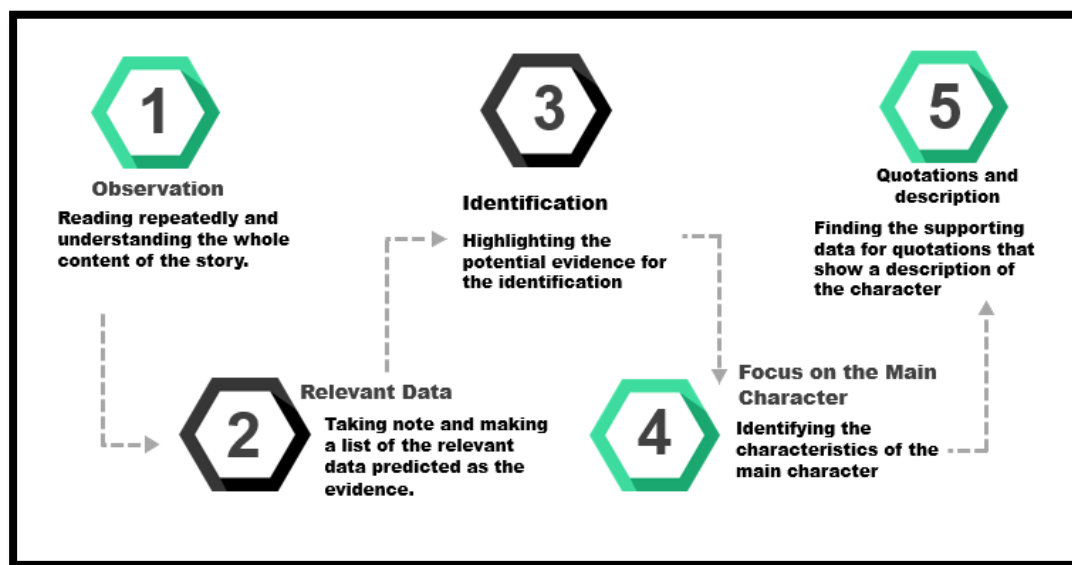 1
Observation
Reading repeatedly and
understanding the whole
content of the story.
2
Relevant Data
Taking note and making
a list of the relevant
data predicted as the
evidence.
3
Identification
Highlighting the
potential evidence for
the identification
4
Focus on the Main
Character
Identifying the
characteristics of the
main character
5
Quotations and
description
Finding the supporting
data for quotations that
show a description of
the character